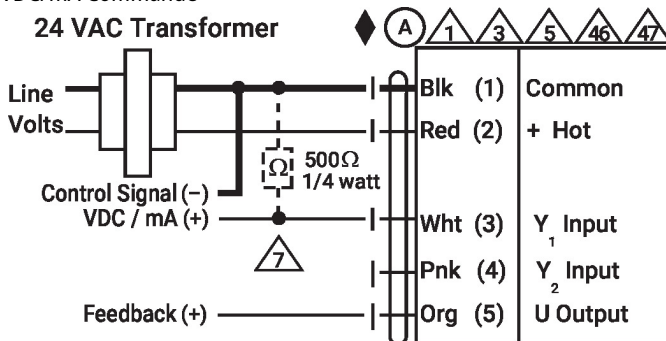 24 VAC Transformer
A 1 3 5 46 47
Line
Volts
Blk (1) Common
Red (2) + Hot
Ω 500Ω
1/4 watt
Control Signal (−)
VDC / mA (+)
7
Wht (3) Y1 Input
Pnk (4) Y2 Input
Feedback (+)
Org (5) U Output